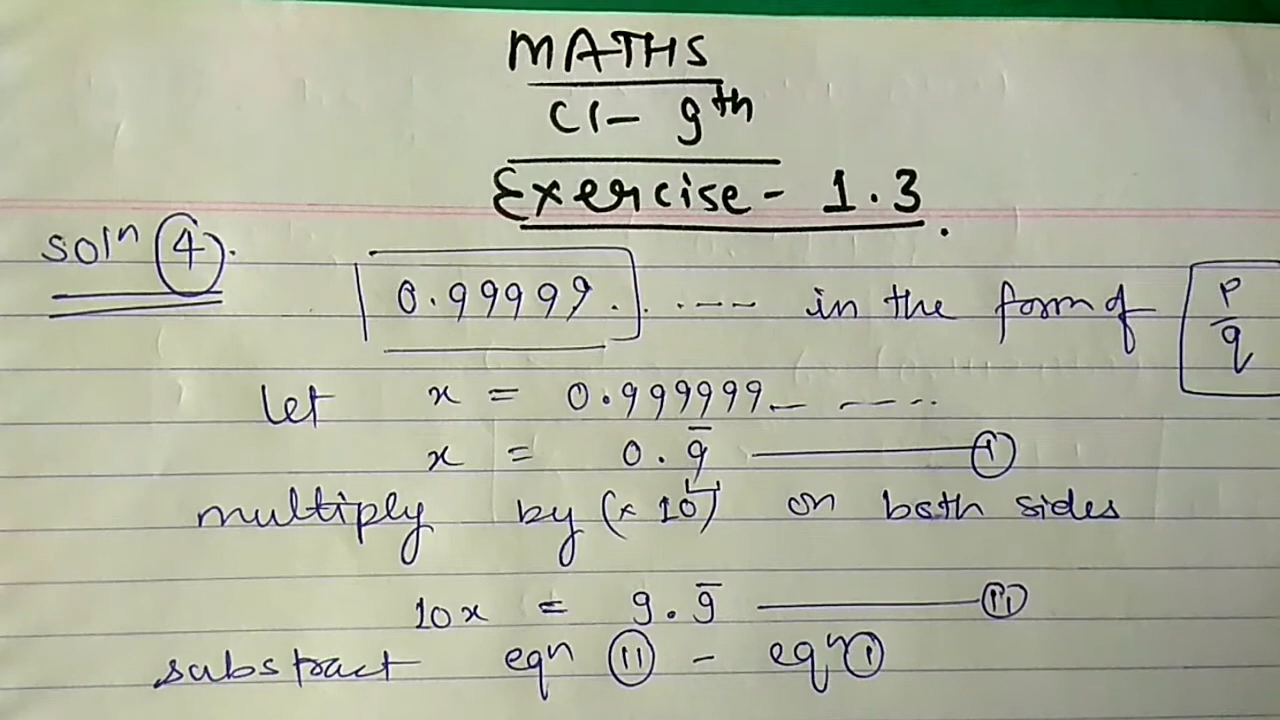 MATHS
Cl- 9th
Exercise- 1.3.
Soln (4).
0.99999. .--- in the form of p/q
Let x = 0.999999_ ----..
x = 0.9̅ ——— (I)
multiply by (×10) on both sides
10x = 9.9̅ ——— (II)
substract eqn (II) - eqn (I)